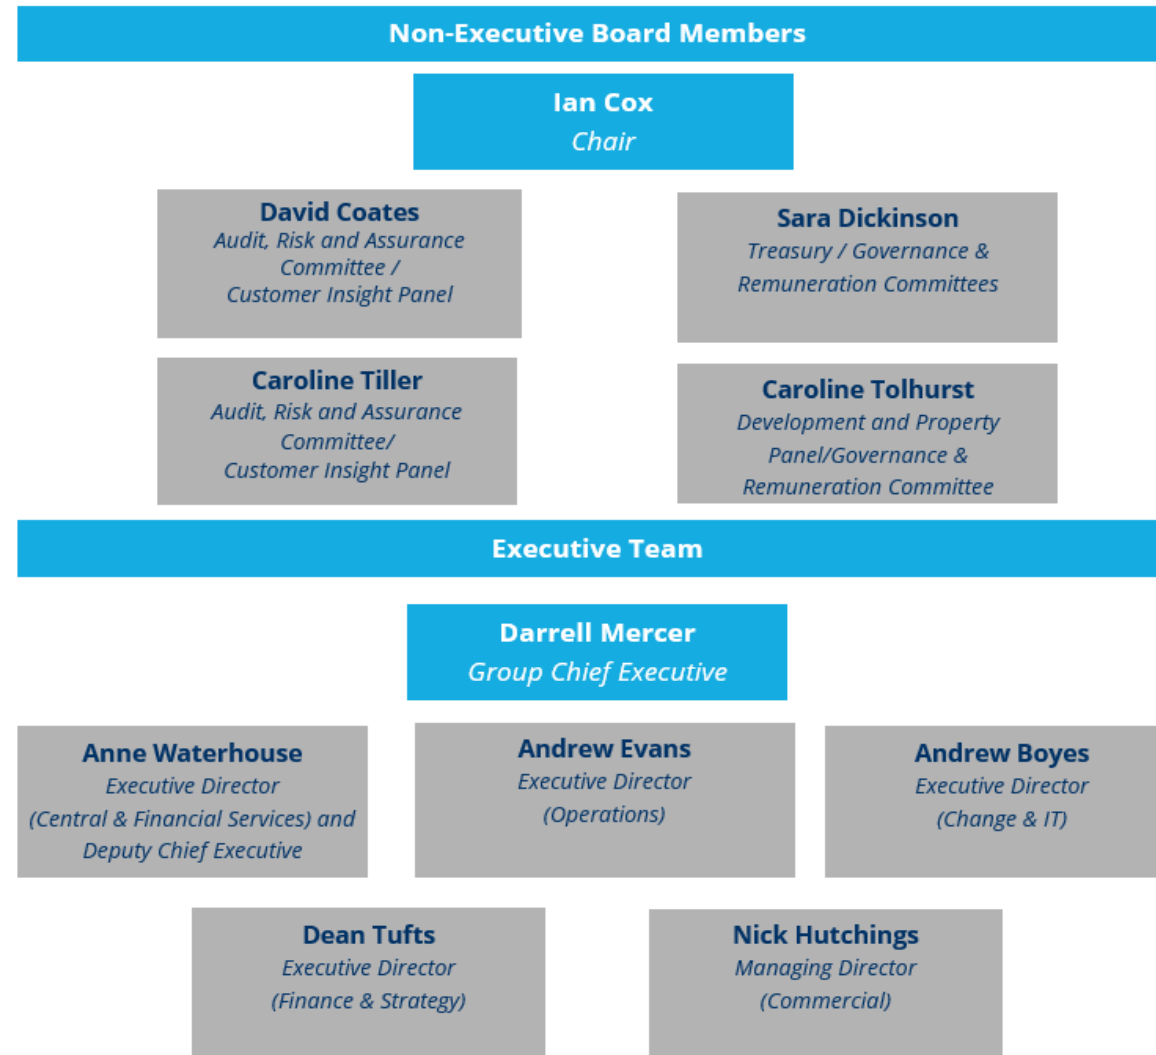 Non-Executive Board Members
Ian Cox
Chair
David Coates
Audit, Risk and Assurance
Committee /
Customer Insight Panel
Sara Dickinson
Treasury / Governance &
Remuneration Committees
Caroline Tiller
Audit, Risk and Assurance
Committee/
Customer Insight Panel
Caroline Tolhurst
Development and Property
Panel/Governance &
Remuneration Committee
Executive Team
Darrell Mercer
Group Chief Executive
Anne Waterhouse
Executive Director
(Central & Financial Services) and
Deputy Chief Executive
Andrew Evans
Executive Director
(Operations)
Andrew Boyes
Executive Director
(Change & IT)
Dean Tufts
Executive Director
(Finance & Strategy)
Nick Hutchings
Managing Director
(Commercial)